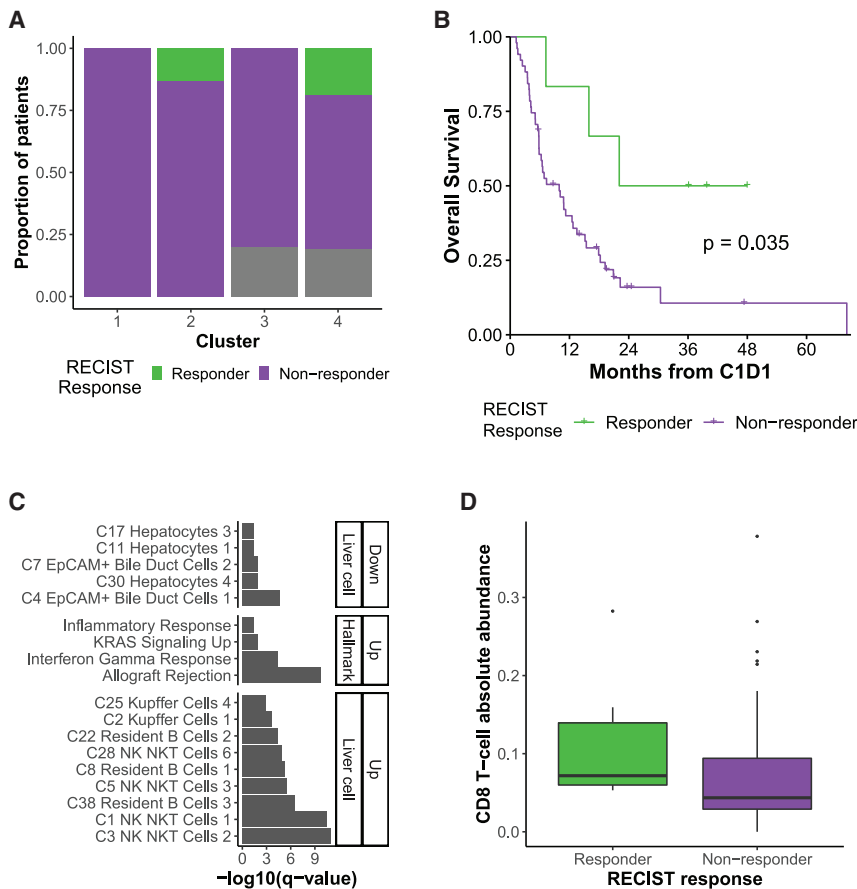 A
Proportion of patients
1.00
0.75
0.50
0.25
0.00
1 2 3 4
Cluster
RECIST
Response
Responder Non−responder
B
Overall Survival
1.00
0.75
0.50
0.25
0.00
p = 0.035
0 12 24 36 48 60
Months from C1D1
RECIST
Response
Responder Non−responder
C
C17 Hepatocytes 3
C11 Hepatocytes 1
C7 EpCAM+ Bile Duct Cells 2
C30 Hepatocytes 4
C4 EpCAM+ Bile Duct Cells 1
Liver cell
Down
Inflammatory Response
KRAS Signaling Up
Interferon Gamma Response
Allograft Rejection
Hallmark
Up
C25 Kupffer Cells 4
C2 Kupffer Cells 1
C22 Resident B Cells 2
C28 NK NKT Cells 6
C8 Resident B Cells 1
C5 NK NKT Cells 3
C38 Resident B Cells 3
C1 NK NKT Cells 1
C3 NK NKT Cells 2
Liver cell
Up
0 3 6 9
−log10(q−value)
D
CD8 T−cell absolute abundance
0.3
0.2
0.1
0.0
Responder Non−responder
RECIST response